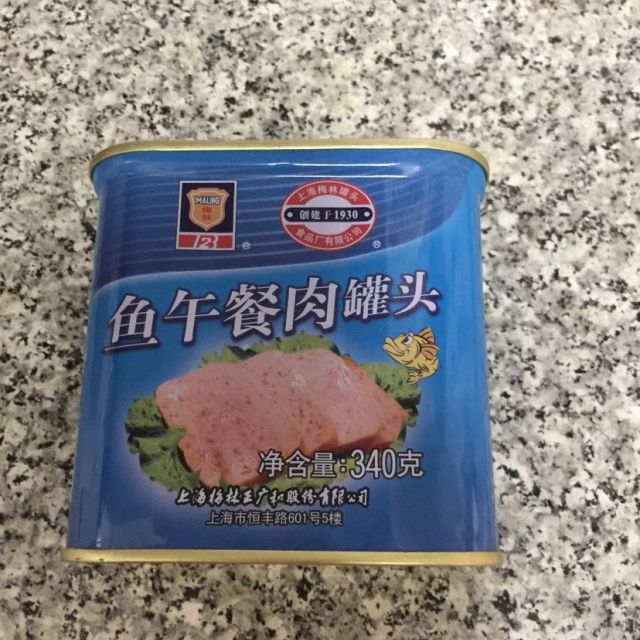 MALING
梅林
B2
®
上海梅林罐头
创建于1930
食品厂有限公司
®
鱼午餐肉罐头
净含量:340克
上海梅林正广和股份有限公司
上海市恒丰路601号5楼